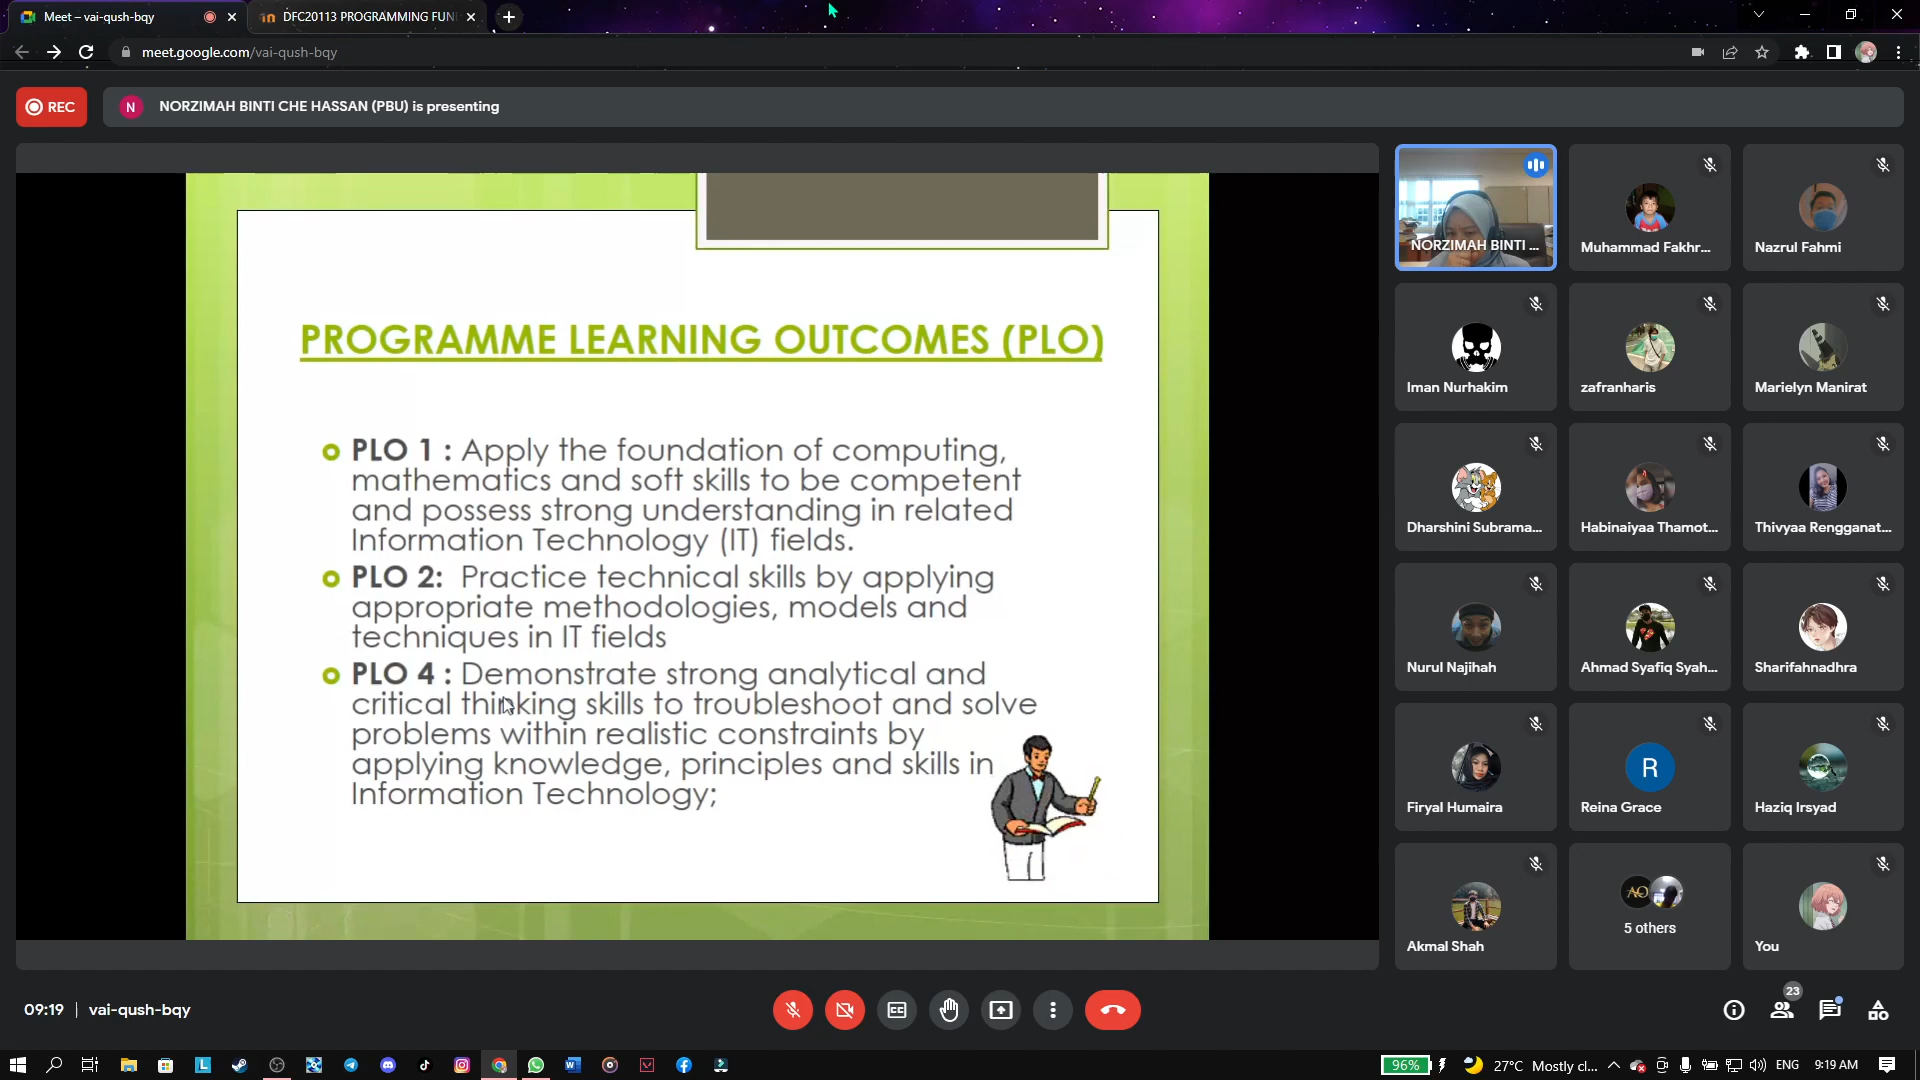 Meet – vai-qush-bqy
DFC20113 PROGRAMMING FUN
meet.google.com/vai-qush-bqy
REC
N
NORZIMAH BINTI CHE HASSAN (PBU) is presenting
PROGRAMME LEARNING OUTCOMES (PLO)
PLO 1 : Apply the foundation of computing,
mathematics and soft skills to be competent
and possess strong understanding in related
Information Technology (IT) fields.
PLO 2: Practice technical skills by applying
appropriate methodologies, models and
techniques in IT fields
PLO 4 : Demonstrate strong analytical and
critical thinking skills to troubleshoot and solve
problems within realistic constraints by
applying knowledge, principles and skills in
Information Technology;
NORZIMAH BINTI ...
Muhammad Fakhr...
Nazrul Fahmi
Iman Nurhakim
zafranharis
Marielyn Manirat
Dharshini Subrama...
Habinaiyaa Thamot...
Thivyaa Rengganat...
Nurul Najihah
Ahmad Syafiq Syah...
Sharifahnadhra
Firyal Humaira
R
Reina Grace
Haziq Irsyad
Akmal Shah
AO
5 others
You
09:19 | vai-qush-bqy
23
96%
27°C Mostly cl...
ENG
9:19 AM